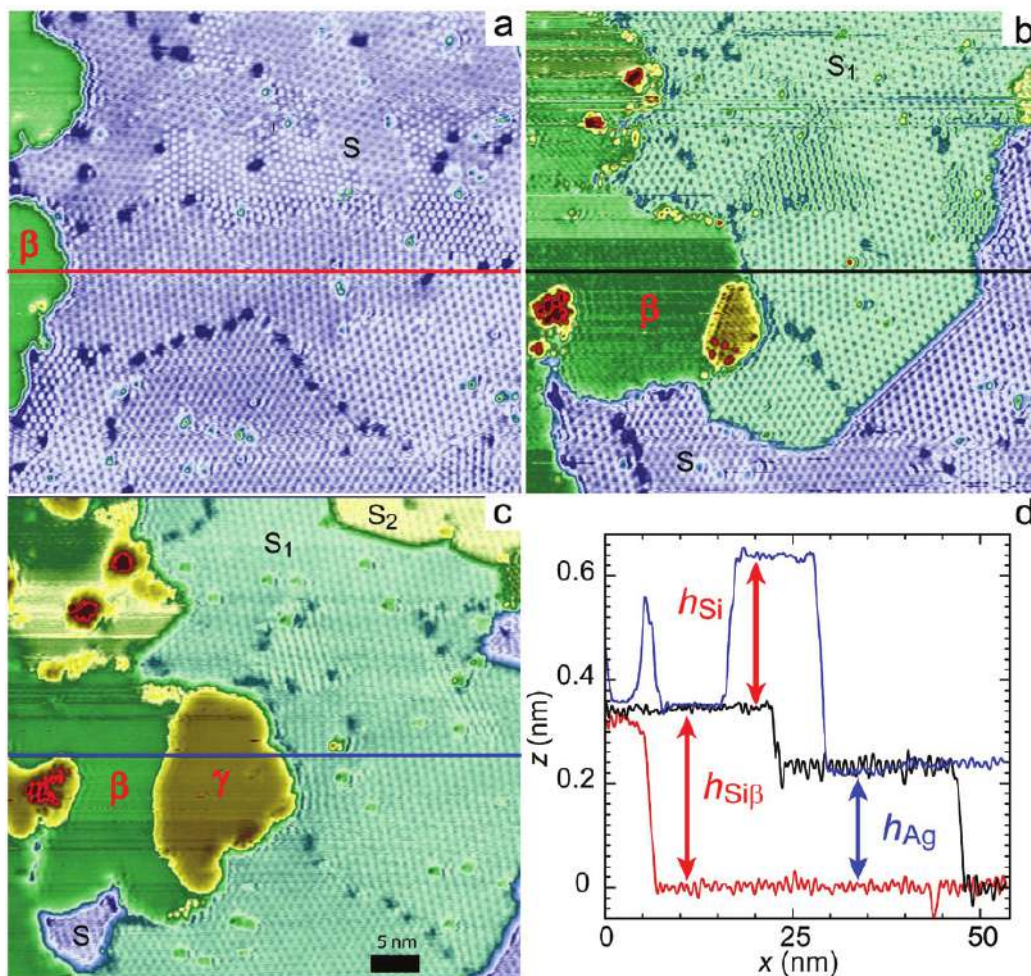 a
S
β
b
S₁
β
S
c
S₂
S₁
β
γ
S
5 nm
d
z (nm)
0.6
0.4
0.2
0
hSi
hSiβ
hAg
0
25
50
x (nm)